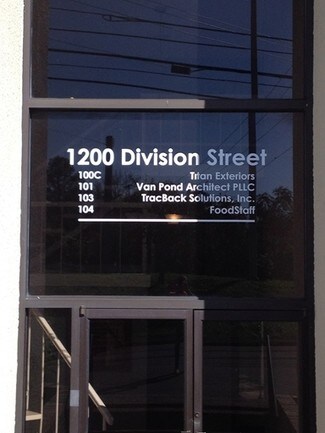 1200 Division Street
100C Titan Exteriors
101 Van Pond Architect PLLC
103 TracBack Solutions, Inc.
104 FoodStaff